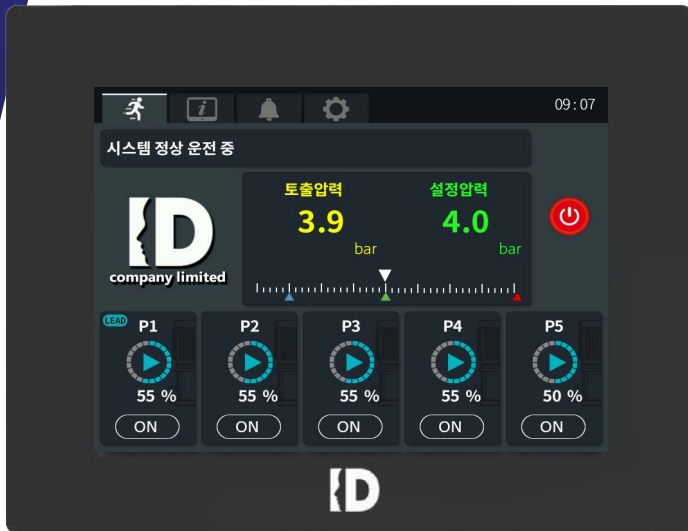 09:07
시스템 정상 운전 중
토출압력
설정압력
3.9
4.0
bar
bar
D
company limited
LEAD
P1
P2
P3
P4
P5
55 %
55 %
55 %
55 %
50 %
ON
ON
ON
ON
ON
D